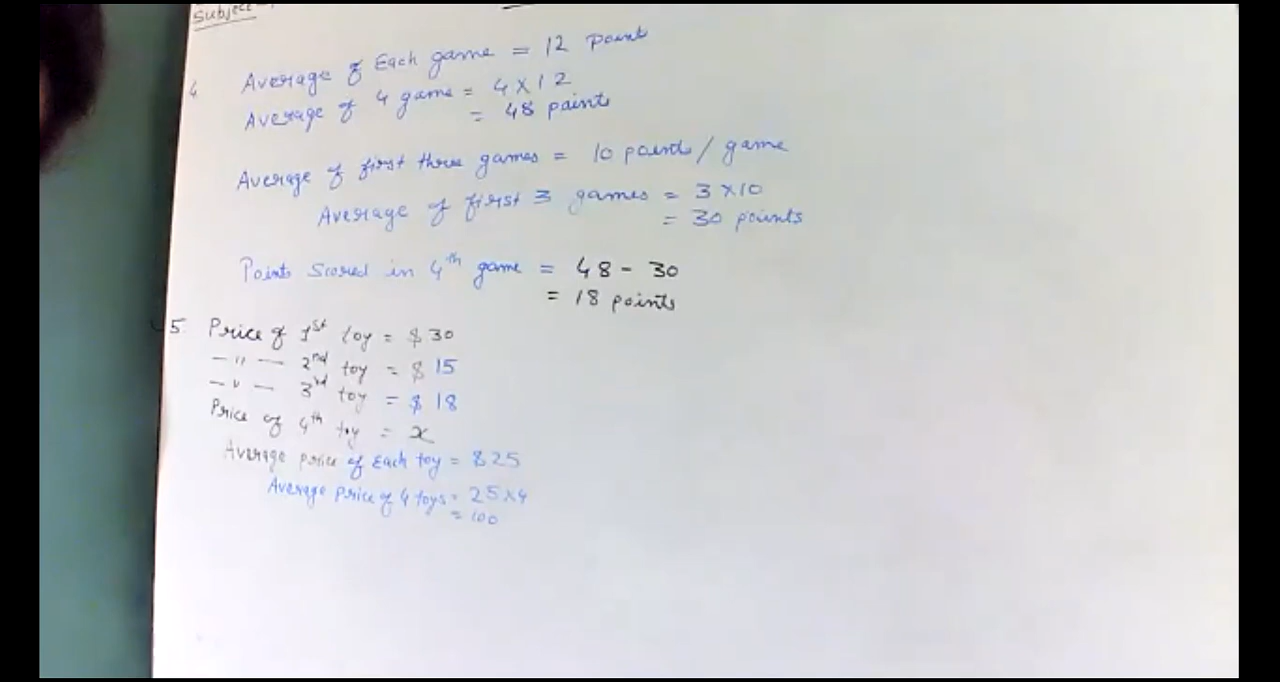 Subject
4 Average of Each game = 12 point
Average of 4 game = 4 X 12
= 48 points
Average of first three games = 10 points / game
Average of first 3 games = 3 X 10
= 30 points
Points Scored in 4th game = 48 - 30
= 18 points
5 Price of 1st toy = $ 30
— " — 2nd toy = $ 15
— " — 3rd toy = $ 18
Price of 4th toy = x
Average price of Each toy = $25
Average price of 4 toys = 25 X 4
= 100